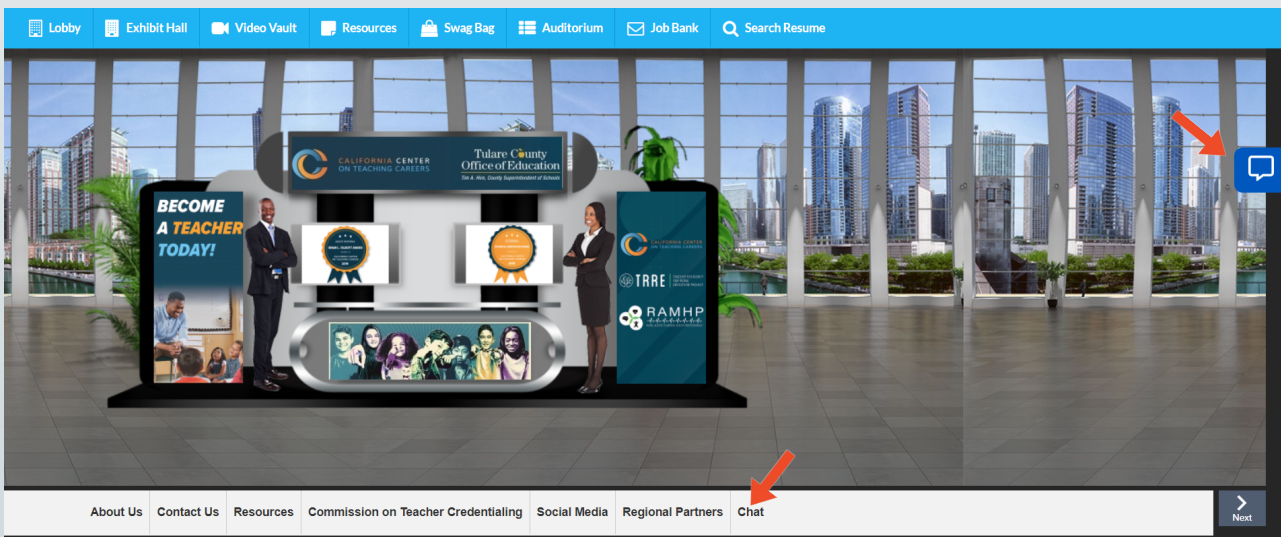 Lobby
Exhibit Hall
Video Vault
Resources
Swag Bag
Auditorium
Job Bank
Search Resume
CALIFORNIA CENTER
ON TEACHING CAREERS
Tulare County
Office of Education
Tim A. Hire, County Superintendent of Schools
BECOME
A TEACHER
TODAY!
CALIFORNIA CENTER
ON TEACHING CAREERS
TRRE
RAMHP
About Us
Contact Us
Resources
Commission on Teacher Credentialing
Social Media
Regional Partners
Chat
Next